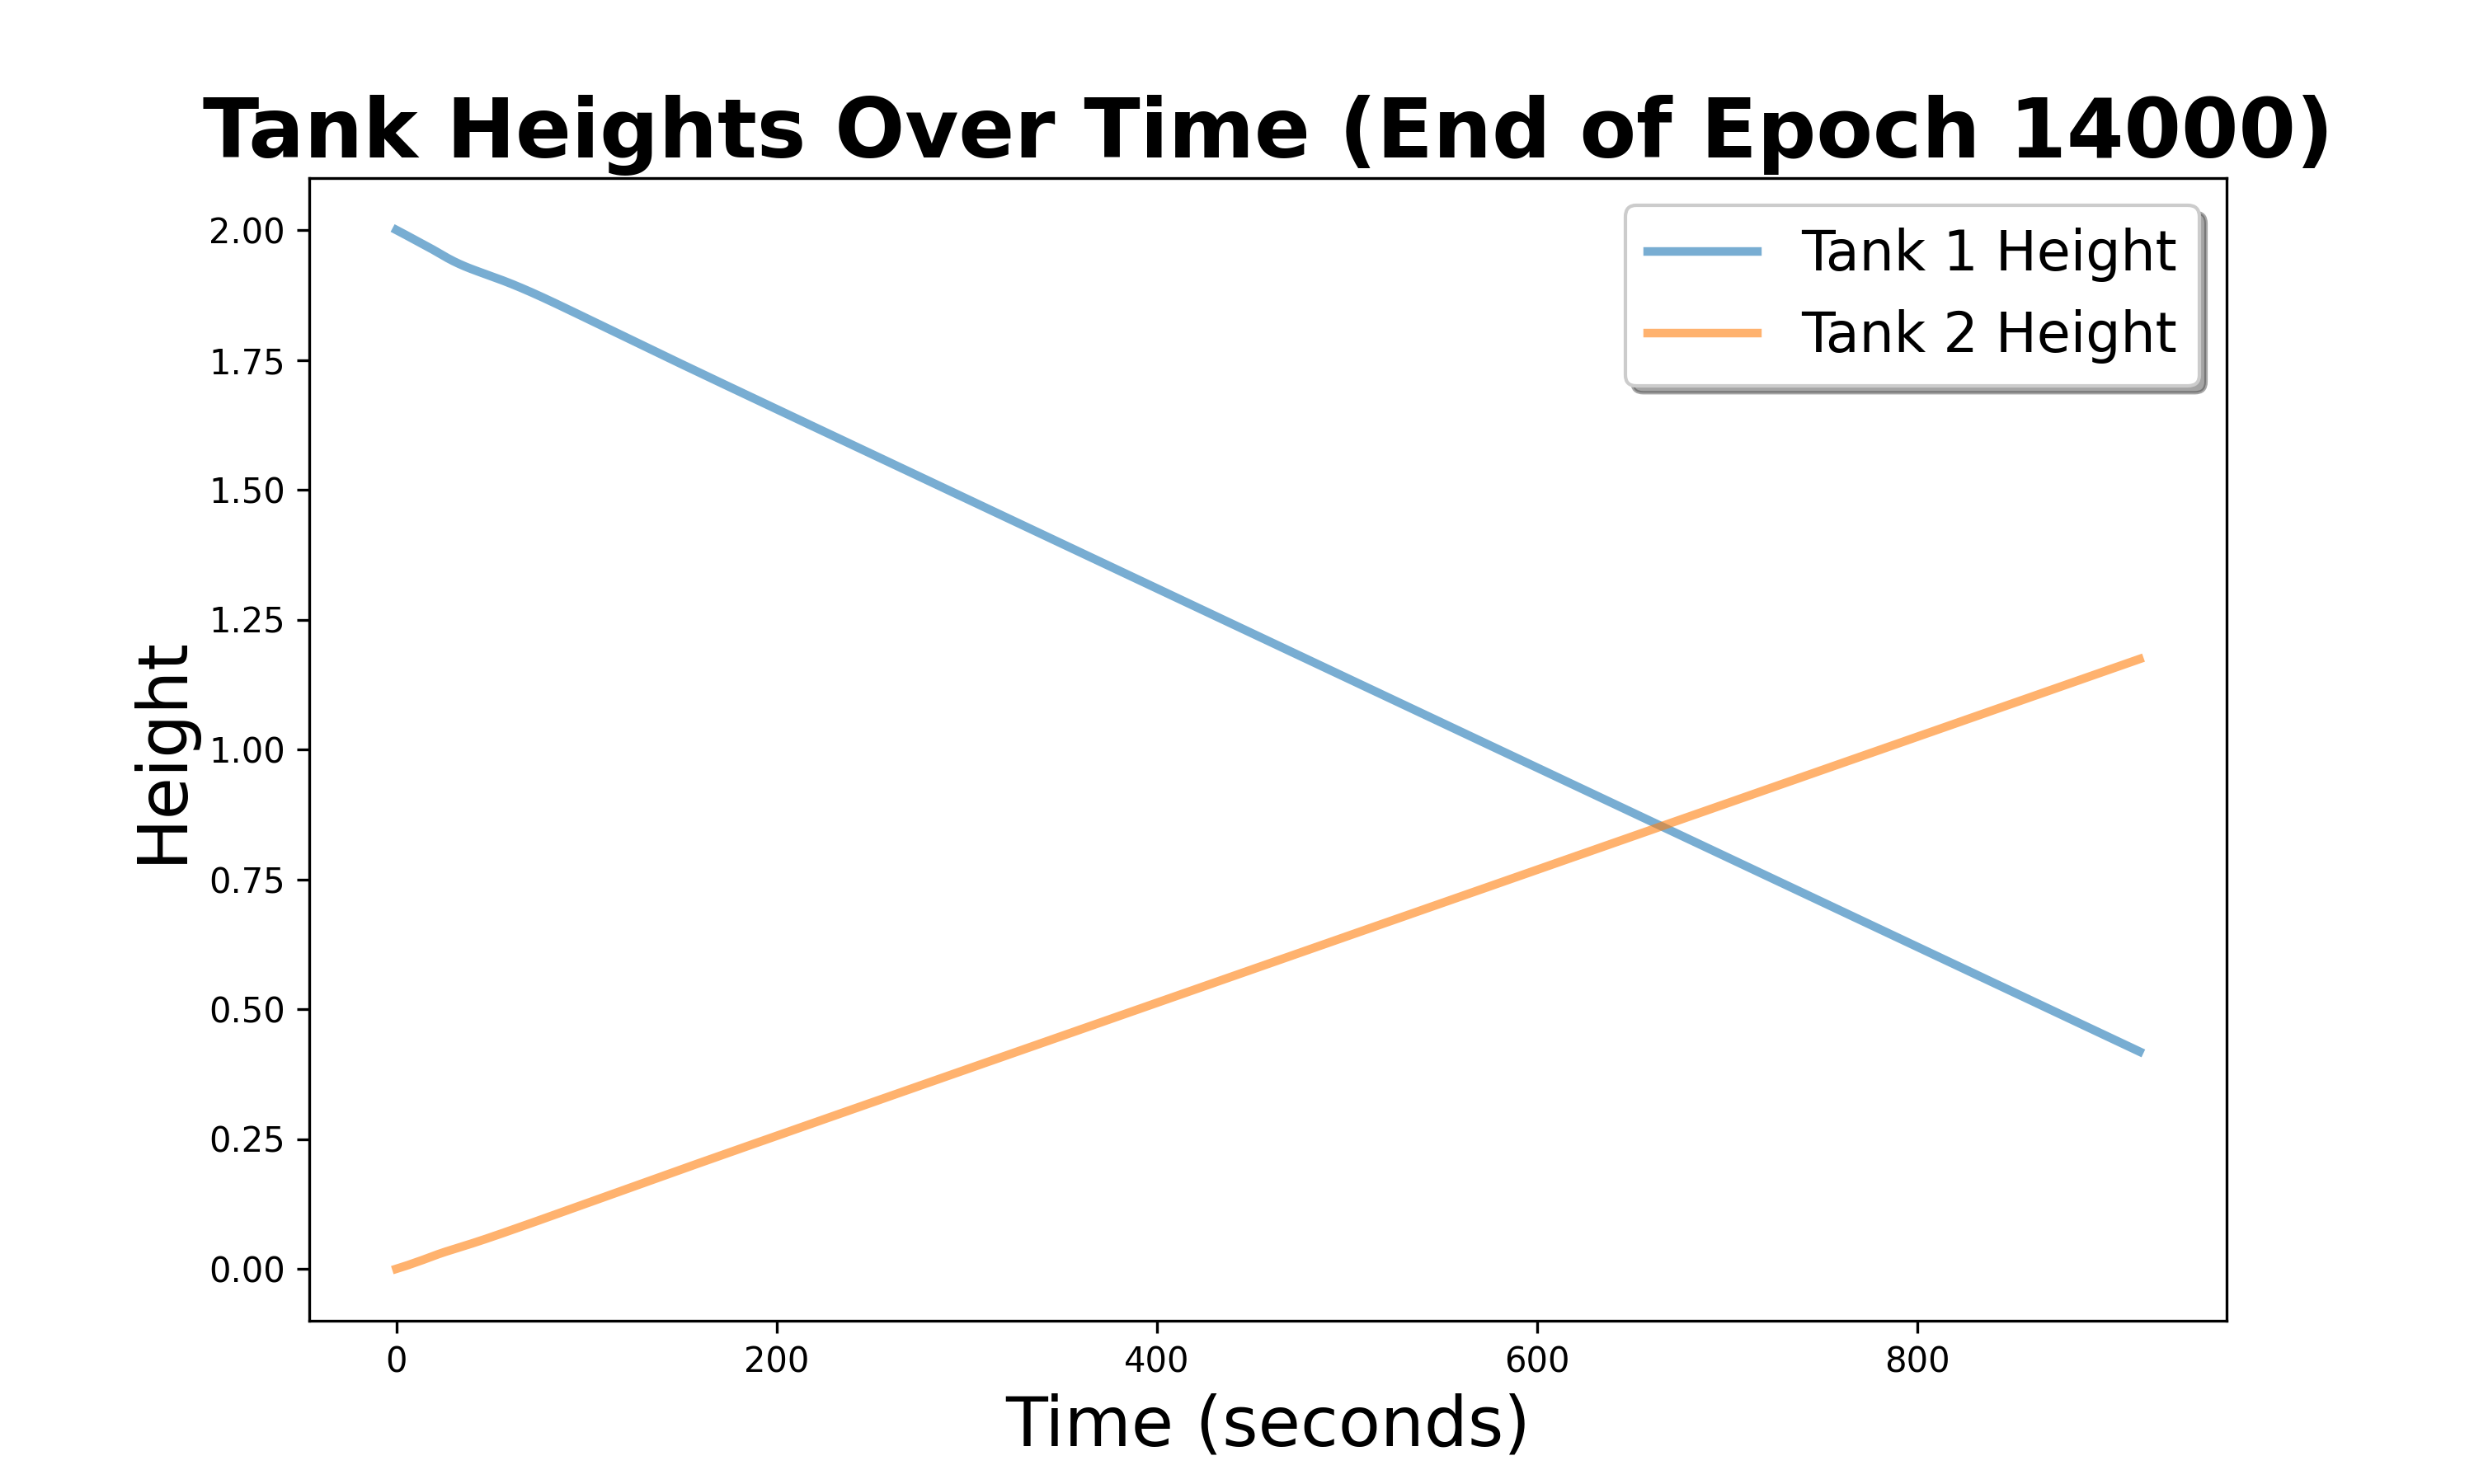 Tank Heights Over Time (End of Epoch 14000)
Tank 1 Height
Tank 2 Height
Height
2.00
1.75
1.50
1.25
1.00
0.75
0.50
0.25
0.00
0 200 400 600 800
Time (seconds)